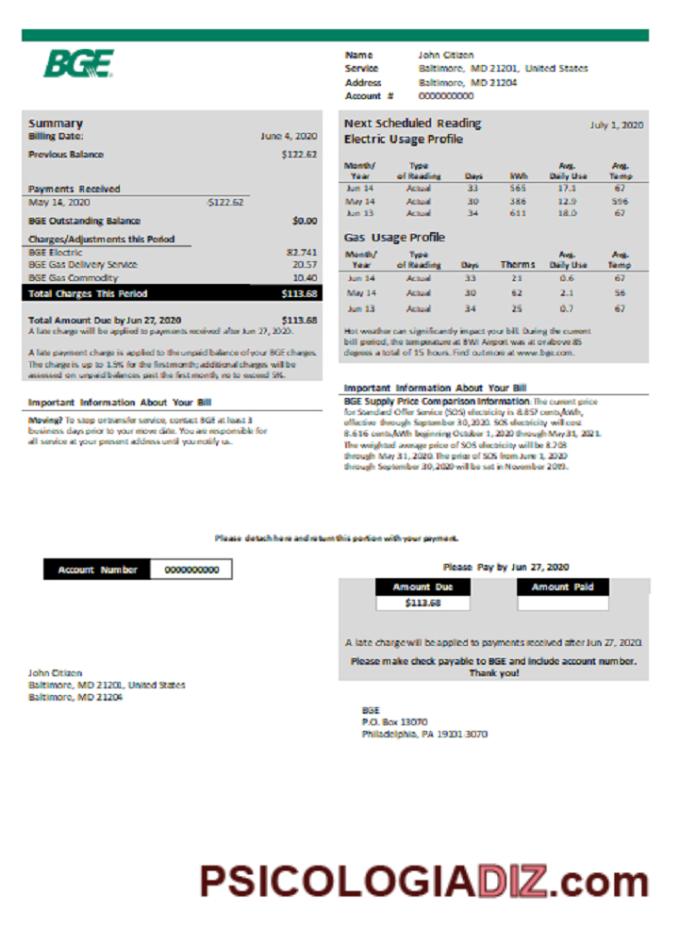 BGE
Name John Citizen
Service Baltimore, MD 21201, United States
Address Baltimore, MD 21204
Account # 0000000000
Summary
Billing Date: June 4, 2020
Previous Balance $122.62
Payments Received
May 14, 2020 -$122.62
BGE Outstanding Balance $0.00
Charges/Adjustments this Period
BGE Electric 82.741
BGE Gas Delivery Service 20.57
BGE Gas Commodity 10.40
Total Charges This Period $113.68
Total Amount Due by Jun 27, 2020 $113.68
A late charge will be applied to payments received after Jun 27, 2020.
A late payment charge is applied to the unpaid balance of your BGE charges.
The charge is up to 1.5% for the first month; additional charges will be
assessed on unpaid balances past the first month, no to exceed 5%.
Important Information About Your Bill
Moving? To stop or transfer service, contact BGE at least 3
business days prior to your move date. You are responsible for
all service at your present address until you notify us.
Next Scheduled Reading July 1, 2020
Electric Usage Profile
Month/ Type Avg. Avg.
Year of Reading Days kWh Daily Use Temp
Jun 14 Actual 33 565 17.1 67
May 14 Actual 30 386 12.9 596
Jun 13 Actual 34 611 18.0 67
Gas Usage Profile
Month/ Type Avg. Avg.
Year of Reading Days Therms Daily Use Temp
Jun 14 Actual 33 21 0.6 67
May 14 Actual 30 62 2.1 56
Jun 13 Actual 34 25 0.7 67
Hot weather can significantly impact your bill. During the current
bill period, the temperature at BWI Airport was at or above 85
degrees a total of 15 hours. Find out more at www.bge.com.
Important Information About Your Bill
BGE Supply Price Comparison Information: The current price
for Standard Offer Service (SOS) electricity is 8.857 cents/kWh,
effective through September 30, 2020. SOS electricity will cost
8.616 cents/kWh beginning October 1, 2020 through May 31, 2021.
The weighted average price of SOS electricity will be 8.703
through May 31, 2020. The price of SOS from June 1, 2020
through September 30, 2020 will be set in November 2019.
Please detach here and return this portion with your payment.
Account Number 0000000000
Please Pay by Jun 27, 2020
Amount Due Amount Paid
$113.68
A late charge will be applied to payments received after Jun 27, 2020.
Please make check payable to BGE and include account number.
Thank you!
John Citizen
Baltimore, MD 21201, United States
Baltimore, MD 21204
BGE
P.O. Box 13070
Philadelphia, PA 19101-3070
PSICOLOGIADIZ.com